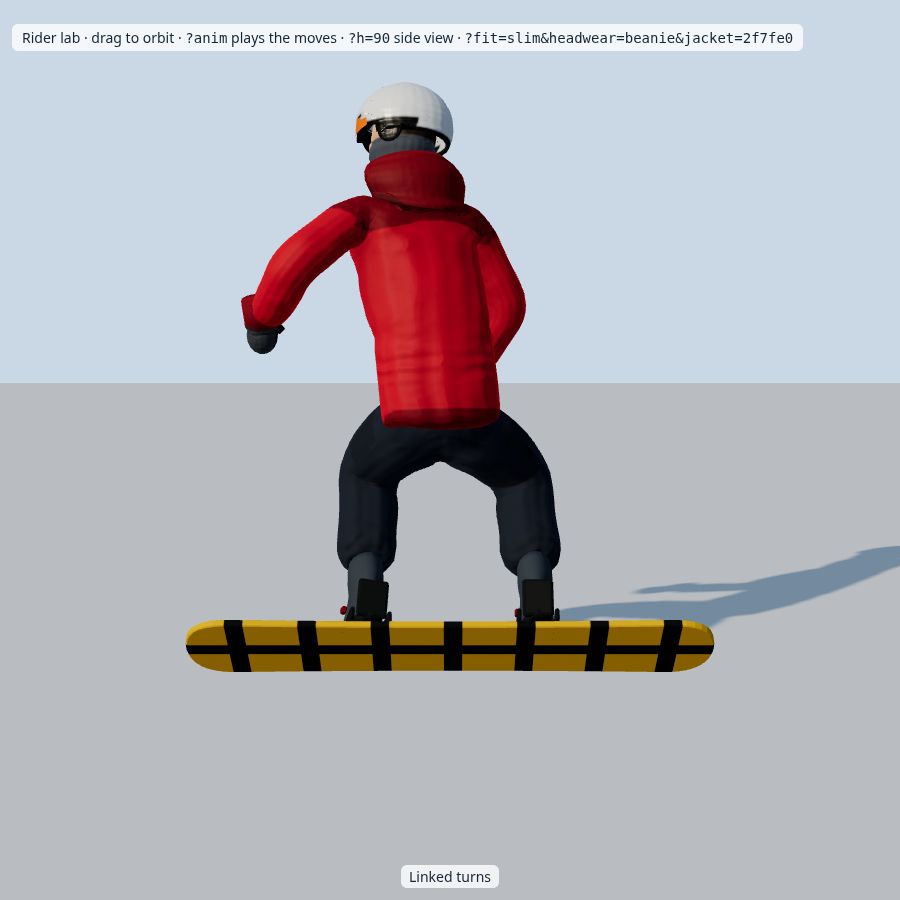 Rider lab · drag to orbit · ?anim plays the moves · ?h=90 side view · ?fit=slim&headwear=beanie&jacket=2f7fe0
Linked turns